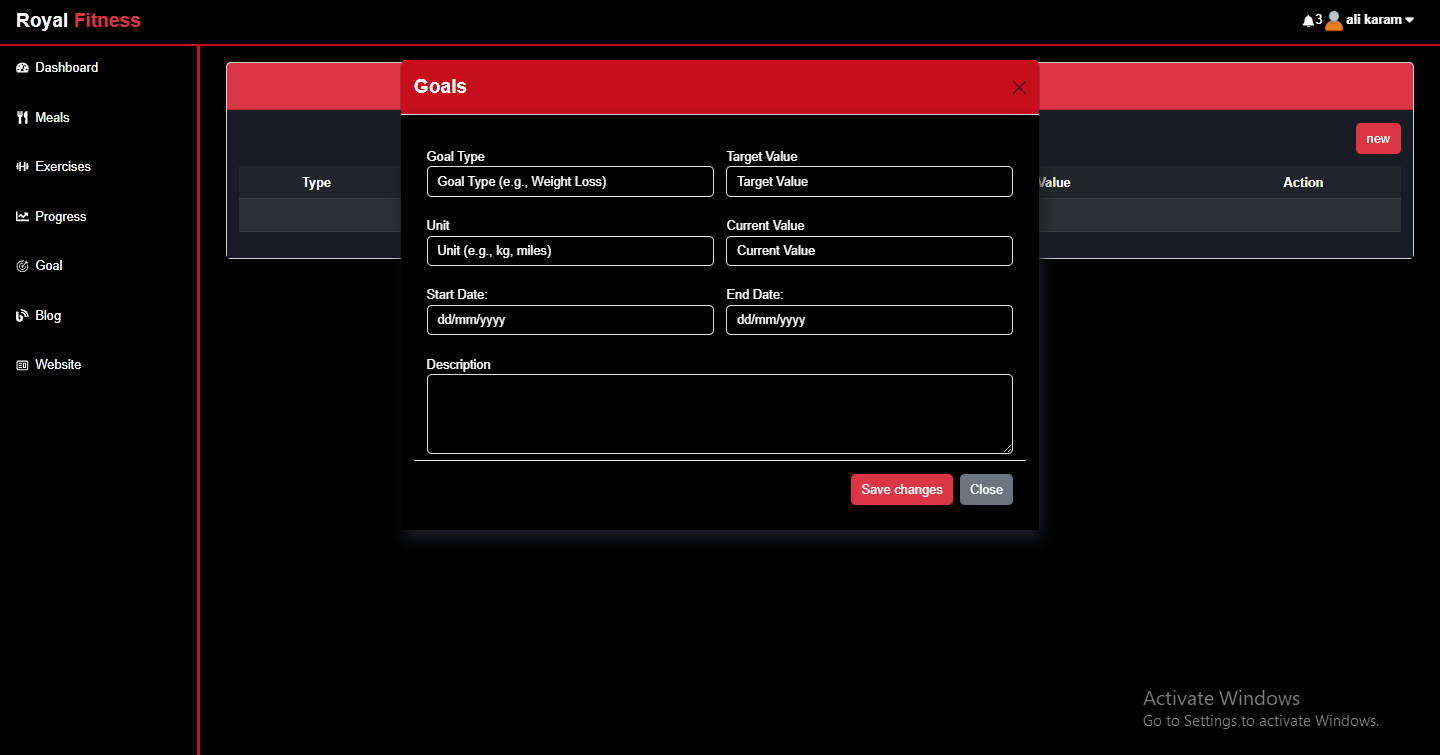 Royal Fitness
3 ali karam
Dashboard
Meals
Exercises
Progress
Goal
Blog
Website
Goals
new
Type
Value
Action
Goal Type
Target Value
Goal Type (e.g., Weight Loss)
Target Value
Unit
Current Value
Unit (e.g., kg, miles)
Current Value
Start Date:
End Date:
dd/mm/yyyy
dd/mm/yyyy
Description
Save changes
Close
Activate Windows
Go to Settings to activate Windows.